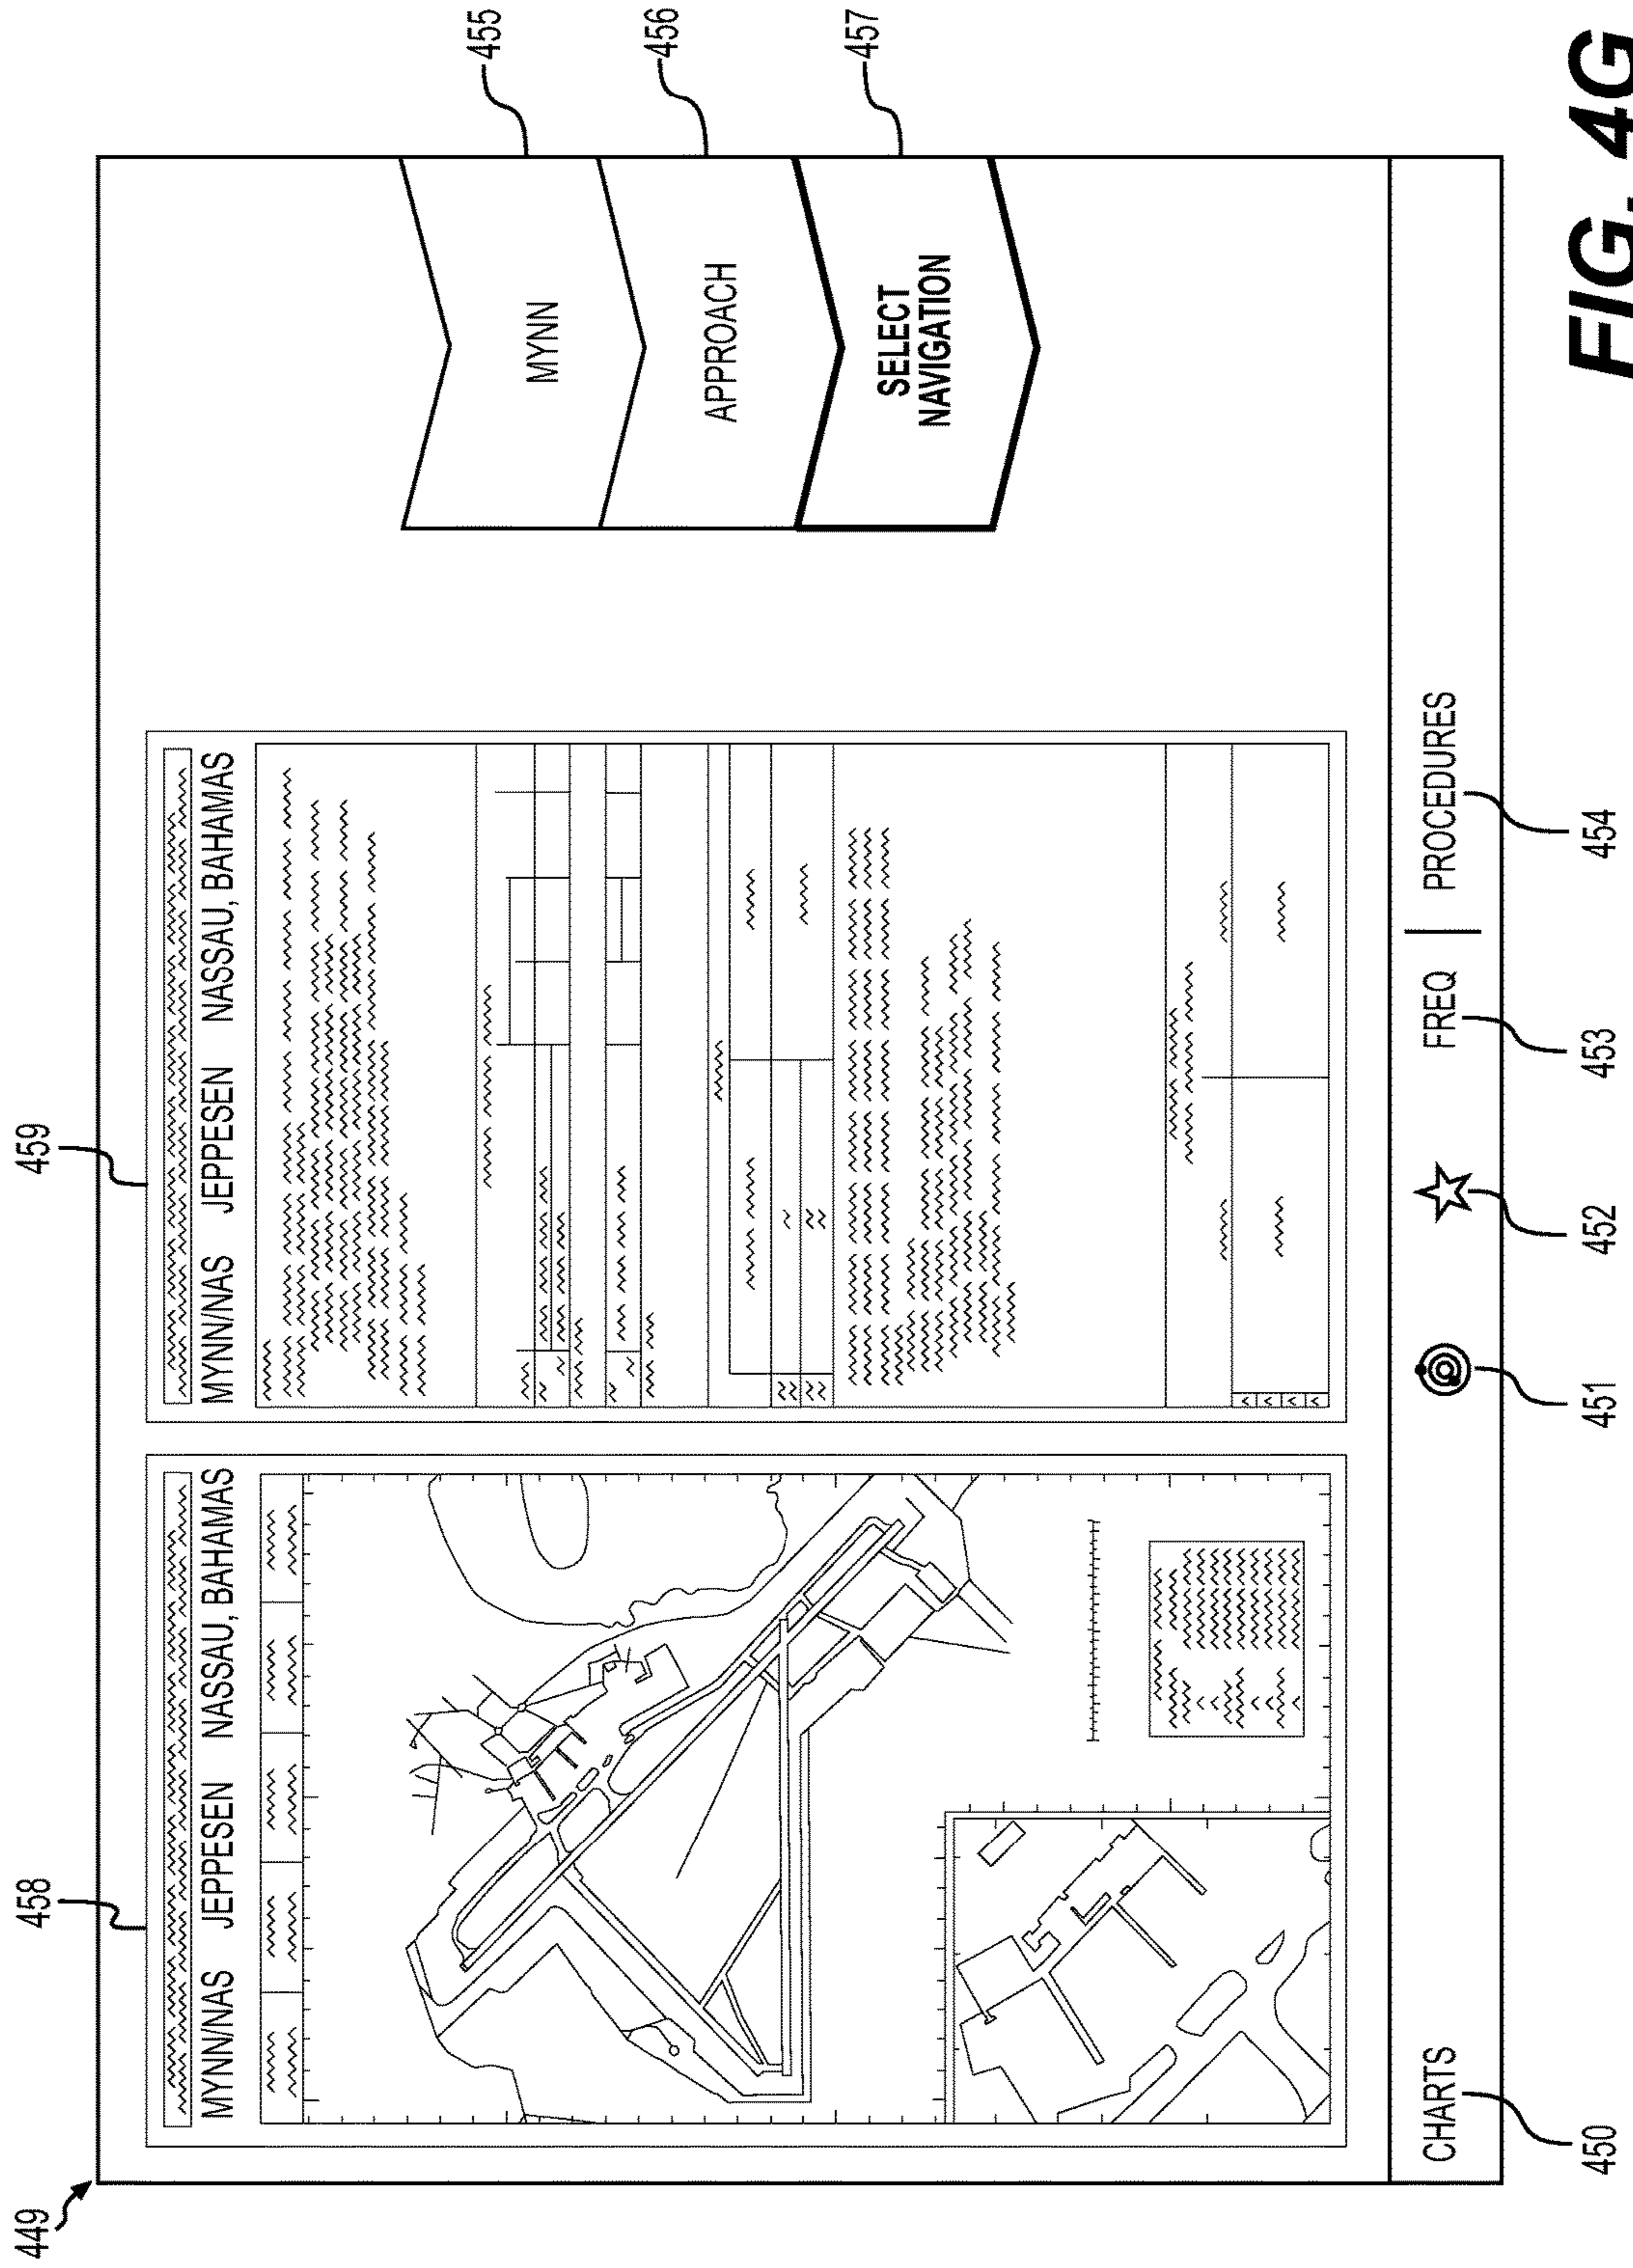 449
458
459
MYNN/NAS JEPPESEN NASSAU, BAHAMAS
MYNN/NAS JEPPESEN NASSAU, BAHAMAS
MYNN
455
APPROACH
456
SELECT
NAVIGATION
457
CHARTS
FREQ
PROCEDURES
450
451
452
453
454
FIG. 4G